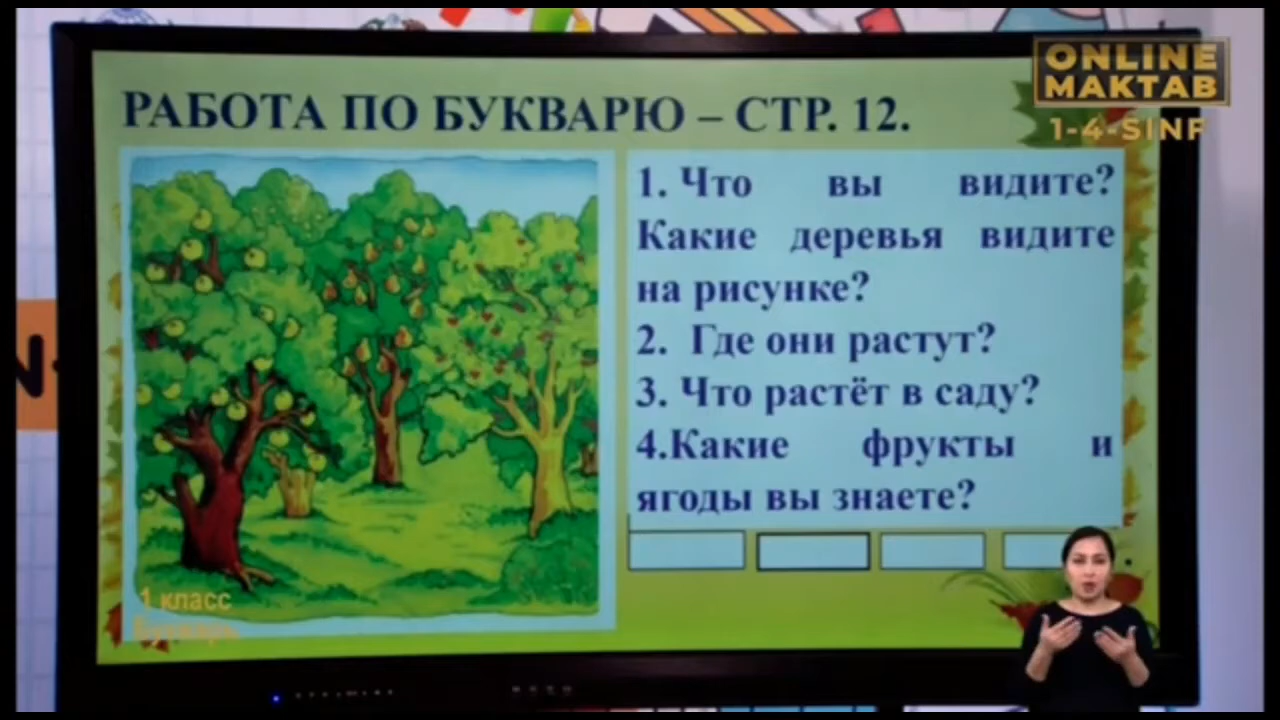 ONLINE
MAKTAB
1-4-SINF
РАБОТА ПО БУКВАРЮ – СТР. 12.
1. Что вы видите?
Какие деревья видите
на рисунке?
2. Где они растут?
3. Что растёт в саду?
4.Какие фрукты и
ягоды вы знаете?
.
1 класс
Букварь